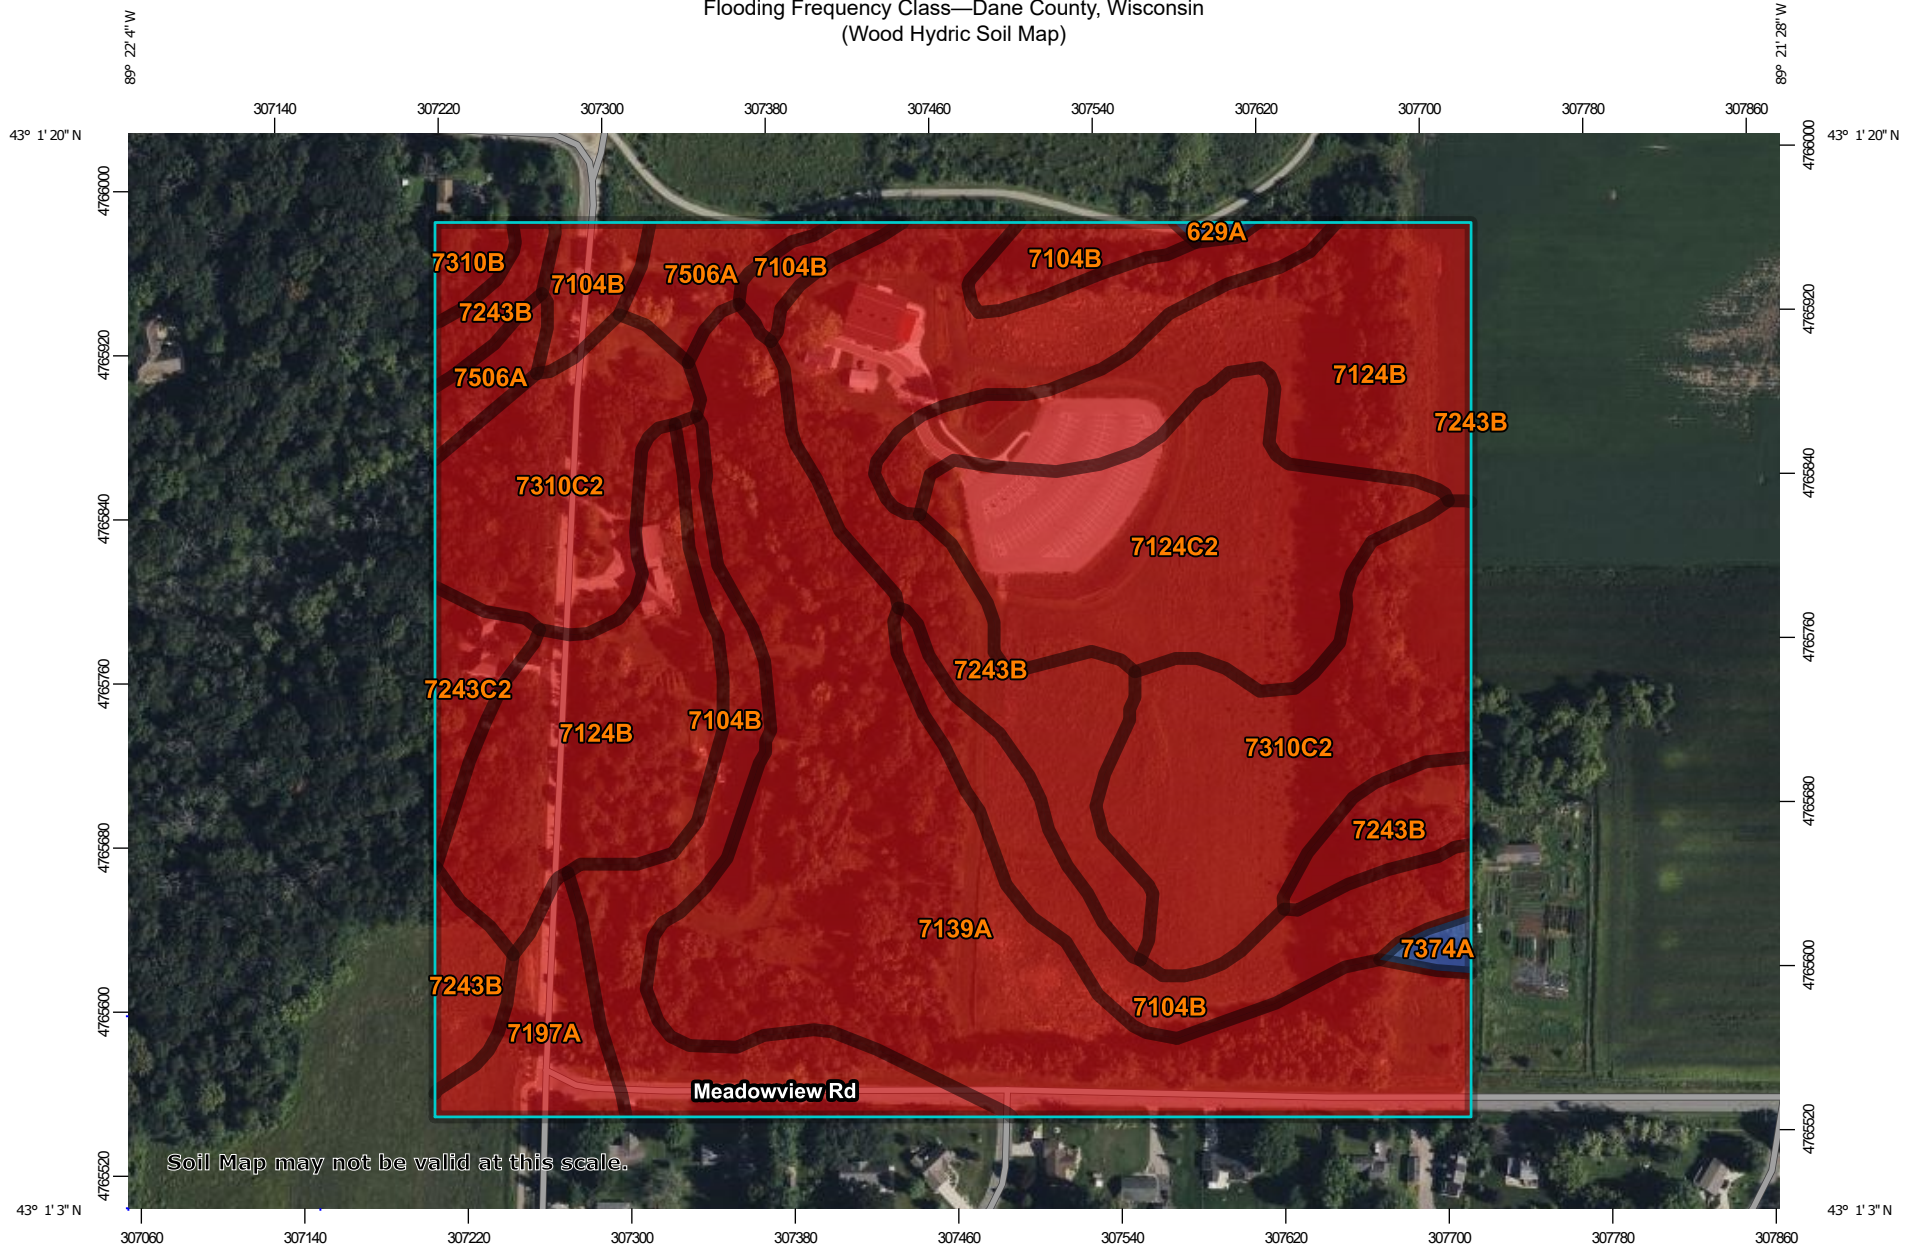 Flooding Frequency Class—Dane County, Wisconsin
(Wood Hydric Soil Map)
89° 22' 4'' W
89° 21' 28'' W
307140
307220
307300
307380
307460
307540
307620
307700
307780
307860
43° 1' 20'' N
43° 1' 20'' N
4766000
4765920
4765840
4765760
4765680
4765600
4765520
4766000
4765920
4765840
4765760
4765680
4765600
4765520
629A
7310B
7104B
7506A
7104B
7104B
7243B
7506A
7124B
7243B
7310C2
7124C2
7243B
7243C2
7104B
7124B
7310C2
7243B
7139A
7374A
7243B
7104B
7197A
Meadowview Rd
Soil Map may not be valid at this scale.
43° 1' 3'' N
43° 1' 3'' N
307060
307140
307220
307300
307380
307460
307540
307620
307700
307780
307860